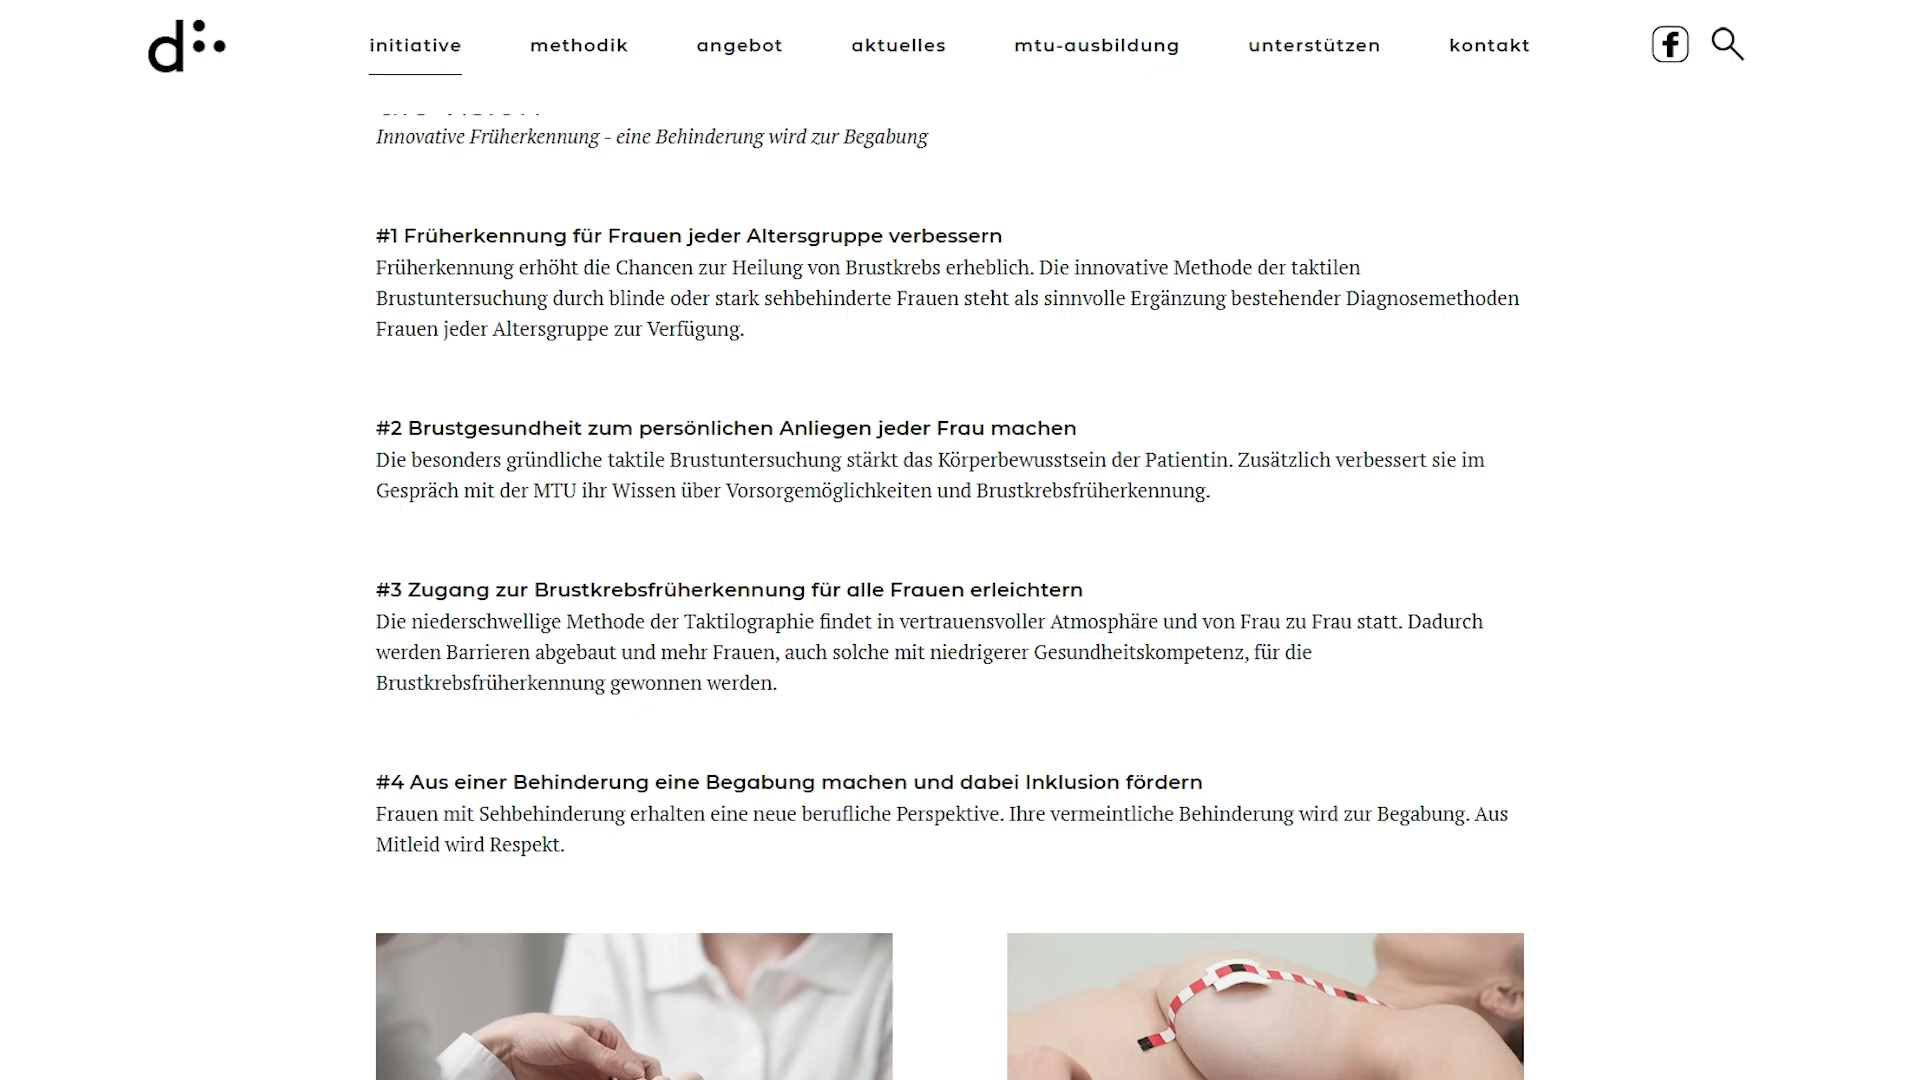 d
initiative methodik angebot aktuelles mtu-ausbildung unterstützen kontakt
Innovative Früherkennung - eine Behinderung wird zur Begabung
#1 Früherkennung für Frauen jeder Altersgruppe verbessern
Früherkennung erhöht die Chancen zur Heilung von Brustkrebs erheblich. Die innovative Methode der taktilen
Brustuntersuchung durch blinde oder stark sehbehinderte Frauen steht als sinnvolle Ergänzung bestehender Diagnosemethoden
Frauen jeder Altersgruppe zur Verfügung.
#2 Brustgesundheit zum persönlichen Anliegen jeder Frau machen
Die besonders gründliche taktile Brustuntersuchung stärkt das Körperbewusstsein der Patientin. Zusätzlich verbessert sie im
Gespräch mit der MTU ihr Wissen über Vorsorgemöglichkeiten und Brustkrebsfrüherkennung.
#3 Zugang zur Brustkrebsfrüherkennung für alle Frauen erleichtern
Die niederschwellige Methode der Taktilographie findet in vertrauensvoller Atmosphäre und von Frau zu Frau statt. Dadurch
werden Barrieren abgebaut und mehr Frauen, auch solche mit niedrigerer Gesundheitskompetenz, für die
Brustkrebsfrüherkennung gewonnen werden.
#4 Aus einer Behinderung eine Begabung machen und dabei Inklusion fördern
Frauen mit Sehbehinderung erhalten eine neue berufliche Perspektive. Ihre vermeintliche Behinderung wird zur Begabung. Aus
Mitleid wird Respekt.